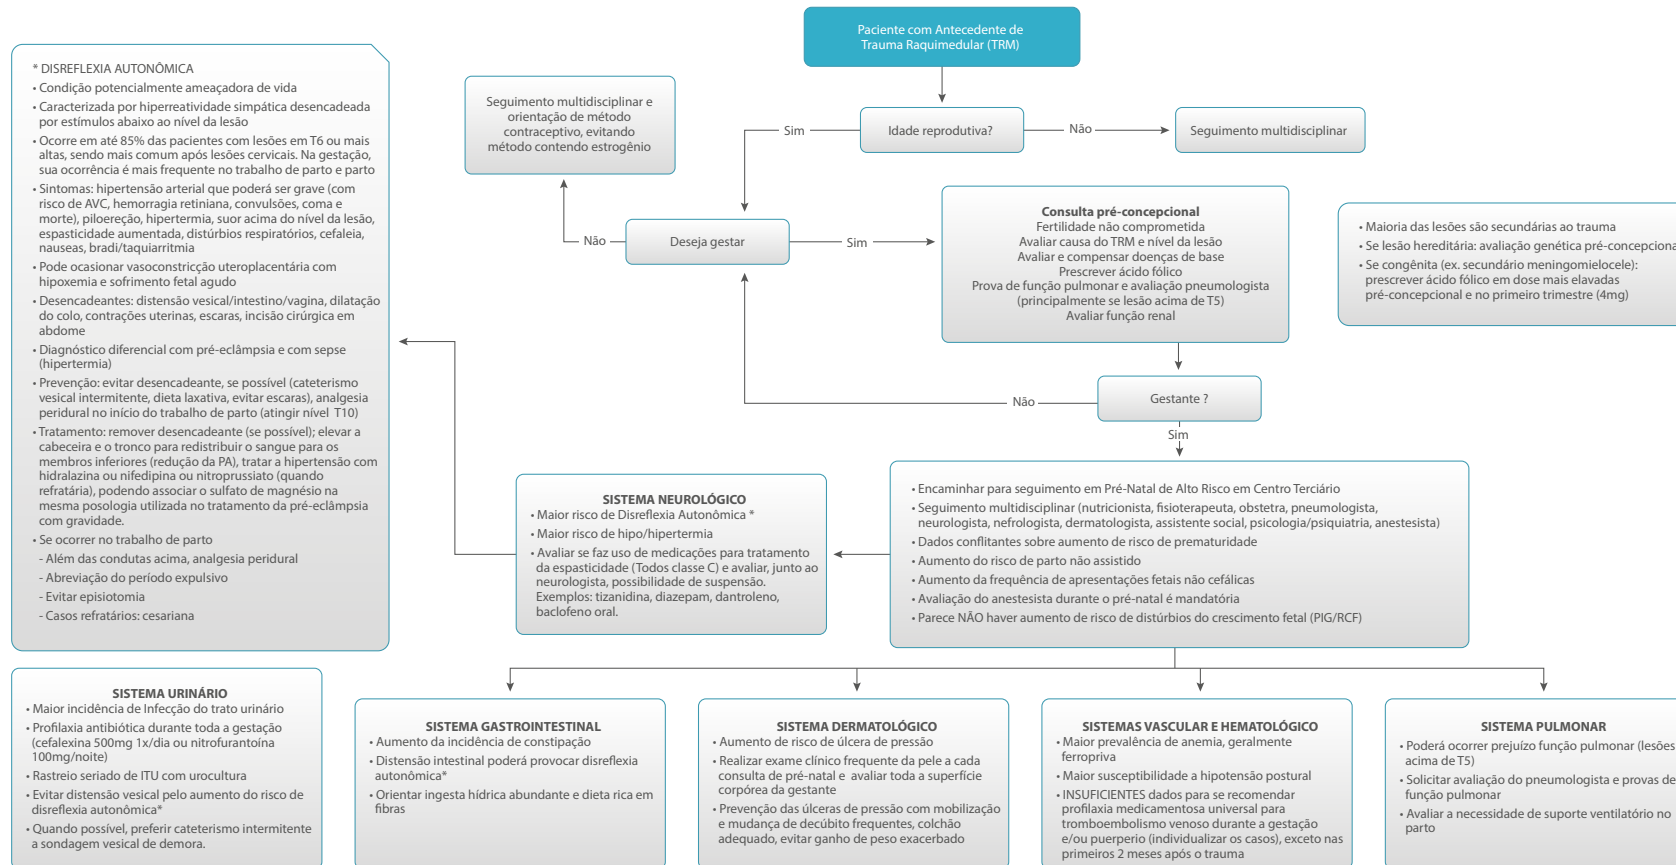 Paciente com Antecedente de
Trauma Raquimedular (TRM)
Idade reprodutiva?
Sim
Não
Seguimento multidisciplinar
Seguimento multidisciplinar e
orientação de método
contraceptivo, evitando
método contendo estrogênio
Deseja gestar
Não
Sim
Consulta pré-concepcional
Fertilidade não comprometida
Avaliar causa do TRM e nível da lesão
Avaliar e compensar doenças de base
Prescrever ácido fólico
Prova de função pulmonar e avaliação pneumologista
(principalmente se lesão acima de T5)
Avaliar função renal
• Maioria das lesões são secundárias ao trauma
• Se lesão hereditária: avaliação genética pré-concepciona
• Se congênita (ex. secundário meningomielocele):
prescrever ácido fólico em dose mais elavadas
pré-concepcional e no primeiro trimestre (4mg)
Gestante ?
Não
Sim
• Encaminhar para seguimento em Pré-Natal de Alto Risco em Centro Terciário
• Seguimento multidisciplinar (nutricionista, fisioterapeuta, obstetra, pneumologista,
neurologista, nefrologista, dermatologista, assistente social, psicologia/psiquiatria, anestesista)
• Dados conflitantes sobre aumento de risco de prematuridade
• Aumento do risco de parto não assistido
• Aumento da frequência de apresentações fetais não cefálicas
• Avaliação do anestesista durante o pré-natal é mandatória
• Parece NÃO haver aumento de risco de distúrbios do crescimento fetal (PIG/RCF)
SISTEMA NEUROLÓGICO
• Maior risco de Disreflexia Autonômica *
• Maior risco de hipo/hipertermia
• Avaliar se faz uso de medicações para tratamento
da espasticidade (Todos classe C) e avaliar, junto ao
neurologista, possibilidade de suspensão.
Exemplos: tizanidina, diazepam, dantroleno,
baclofeno oral.
* DISREFLEXIA AUTONÔMICA
• Condição potencialmente ameaçadora de vida
• Caracterizada por hiperreatividade simpática desencadeada
por estímulos abaixo ao nível da lesão
• Ocorre em até 85% das pacientes com lesões em T6 ou mais
altas, sendo mais comum após lesões cervicais. Na gestação,
sua ocorrência é mais frequente no trabalho de parto e parto
• Sintomas: hipertensão arterial que poderá ser grave (com
risco de AVC, hemorragia retiniana, convulsões, coma e
morte), piloereção, hipertermia, suor acima do nível da lesão,
espasticidade aumentada, distúrbios respiratórios, cefaleia,
nauseas, bradi/taquiarritmia
• Pode ocasionar vasoconstricção uteroplacentária com
hipoxemia e sofrimento fetal agudo
• Desencadeantes: distensão vesical/intestino/vagina, dilatação
do colo, contrações uterinas, escaras, incisão cirúrgica em
abdome
• Diagnóstico diferencial com pré-eclâmpsia e com sepse
(hipertermia)
• Prevenção: evitar desencadeante, se possível (cateterismo
vesical intermitente, dieta laxativa, evitar escaras), analgesia
peridural no início do trabalho de parto (atingir nível T10)
• Tratamento: remover desencadeante (se possível); elevar a
cabeceira e o tronco para redistribuir o sangue para os
membros inferiores (redução da PA), tratar a hipertensão com
hidralazina ou nifedipina ou nitroprussiato (quando
refratária), podendo associar o sulfato de magnésio na
mesma posologia utilizada no tratamento da pré-eclâmpsia
com gravidade.
• Se ocorrer no trabalho de parto
- Além das condutas acima, analgesia peridural
- Abreviação do período expulsivo
- Evitar episiotomia
- Casos refratários: cesariana
SISTEMA URINÁRIO
• Maior incidência de Infecção do trato urinário
• Profilaxia antibiótica durante toda a gestação
(cefalexina 500mg 1x/dia ou nitrofurantoína
100mg/noite)
• Rastreio seriado de ITU com urocultura
• Evitar distensão vesical pelo aumento do risco de
disreflexia autonômica*
• Quando possível, preferir cateterismo intermitente
a sondagem vesical de demora.
SISTEMA GASTROINTESTINAL
• Aumento da incidência de constipação
• Distensão intestinal poderá provocar disreflexia
autonômica*
• Orientar ingesta hídrica abundante e dieta rica em
fibras
SISTEMA DERMATOLÓGICO
• Aumento de risco de úlcera de pressão
• Realizar exame clínico frequente da pele a cada
consulta de pré-natal e avaliar toda a superfície
corpórea da gestante
• Prevenção das úlceras de pressão com mobilização
e mudança de decúbito frequentes, colchão
adequado, evitar ganho de peso exacerbado
SISTEMAS VASCULAR E HEMATOLÓGICO
• Maior prevalência de anemia, geralmente
ferropriva
• Maior susceptibilidade a hipotensão postural
• INSUFICIENTES dados para se recomendar
profilaxia medicamentosa universal para
tromboembolismo venoso durante a gestação
e/ou puerperio (individualizar os casos), exceto nas
primeiros 2 meses após o trauma
SISTEMA PULMONAR
• Poderá ocorrer prejuízo função pulmonar (lesões
acima de T5)
• Solicitar avaliação do pneumologista e provas de
função pulmonar
• Avaliar a necessidade de suporte ventilatório no
parto